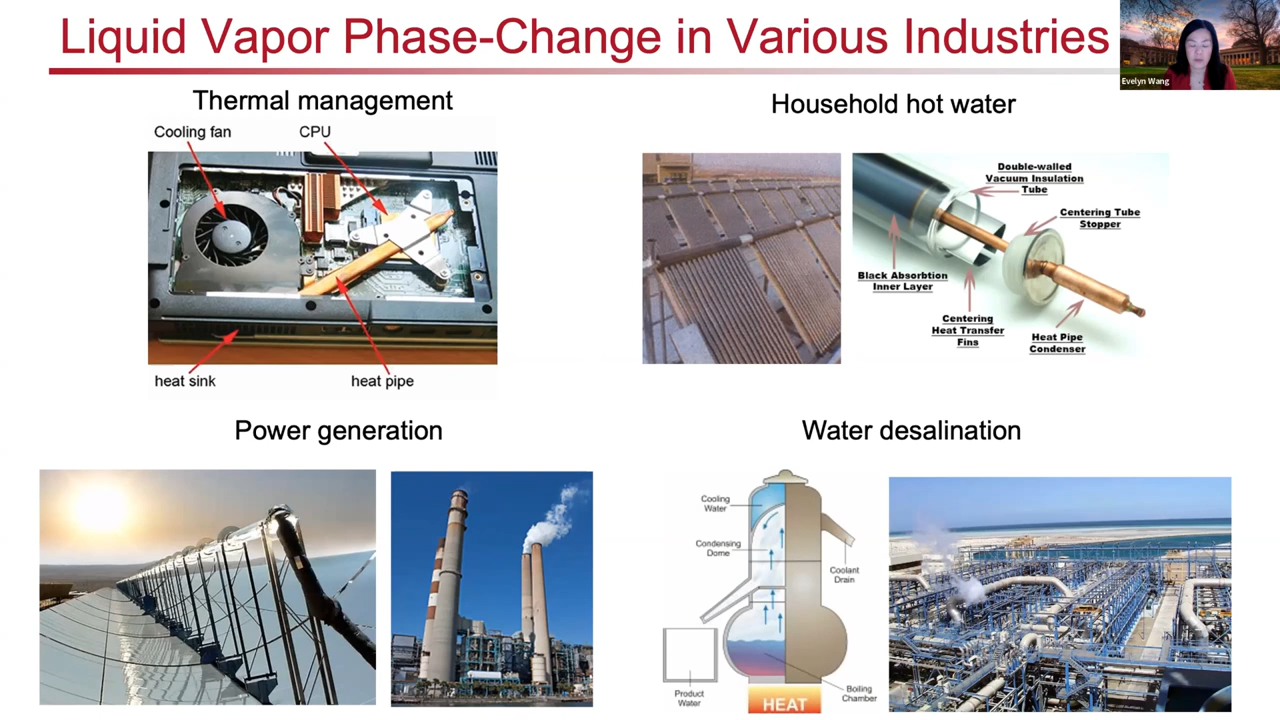 Liquid Vapor Phase-Change in Various Industries
Evelyn Wang
Thermal management
Cooling fan
CPU
heat sink
heat pipe
Household hot water
Double-walled
Vacuum Insulation
Tube
Centering Tube
Stopper
Black Absorbtion
Inner Layer
Centering
Heat Transfer
Fins
Heat Pipe
Condenser
Power generation
Water desalination
Cooling
Water
Condensing
Dome
Coolant
Drain
Product
Water
Boiling
Chamber
HEAT